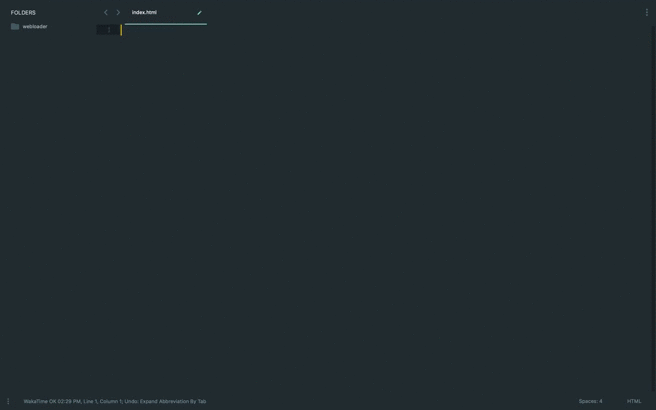 FOLDERS
index.html
webloader
1
WakaTime OK 02:29 PM, Line 1, Column 1; Undo: Expand Abbreviation By Tab
Spaces: 4
HTML